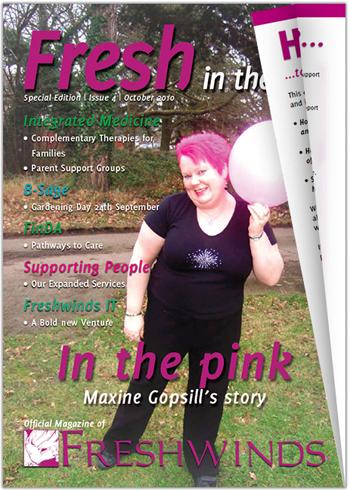 Fresh in the
Special Edition | Issue 4 | October 2010
Integrated Medicine
• Complementary Therapies for
Families
• Parent Support Groups
B-Sage
• Gardening Day 24th September
FinDA
• Pathways to Care
Supporting People
• Our Expanded Services
Freshwinds IT
• A Bold new Venture
In the pink
Maxine Gopsill's story
Official Magazine of
FRESHWINDS
H...
...to